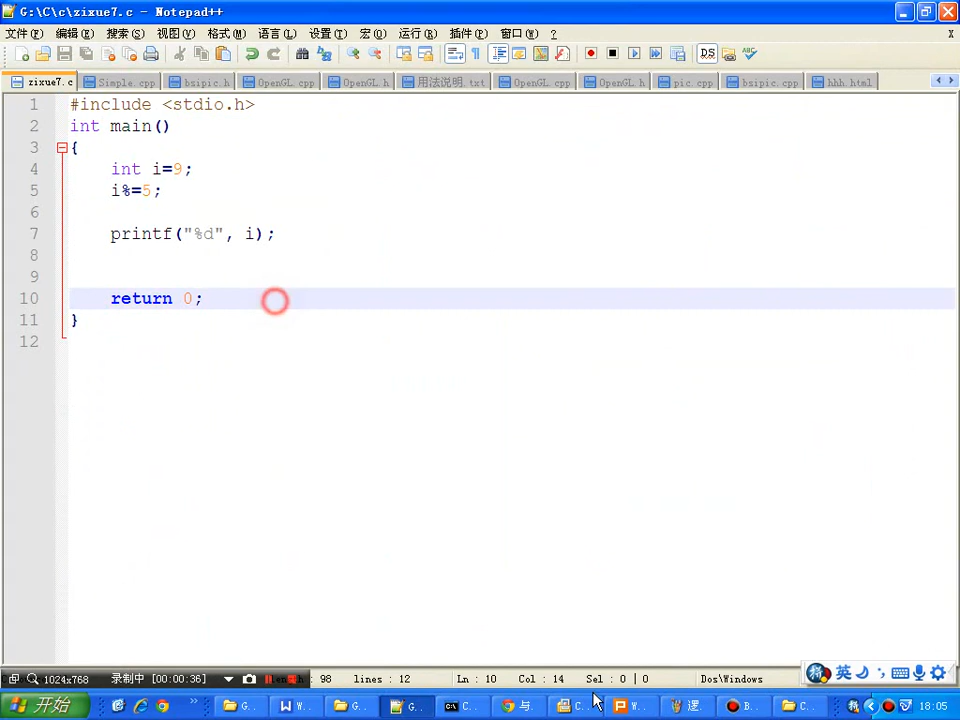 G:\C\c\zixue7.c - Notepad++
文件(F) 编辑(E) 搜索(S) 视图(V) 格式(M) 语言(L) 设置(T) 宏(O) 运行(R) 插件(P) 窗口(W) ? X
zixue7.c Simple.cpp bsipic.h OpenGL.cpp OpenGL.h 用法说明.txt OpenGL.cpp OpenGL.h pic.cpp bsipic.cpp hhh.html
1 #include <stdio.h>
2 int main()
3 {
4 int i=9;
5 i%=5;
6
7 printf("%d", i);
8
9
10 return 0;
11 }
12
1024x768 录制中 [00:00:36] 98 lines : 12 Ln : 10 Col : 14 Sel : 0 | 0 Dos\Windows 英
开始 G.. W.. G.. G.. C.. 与 C.. W.. 逻.. B.. C.. 18:05